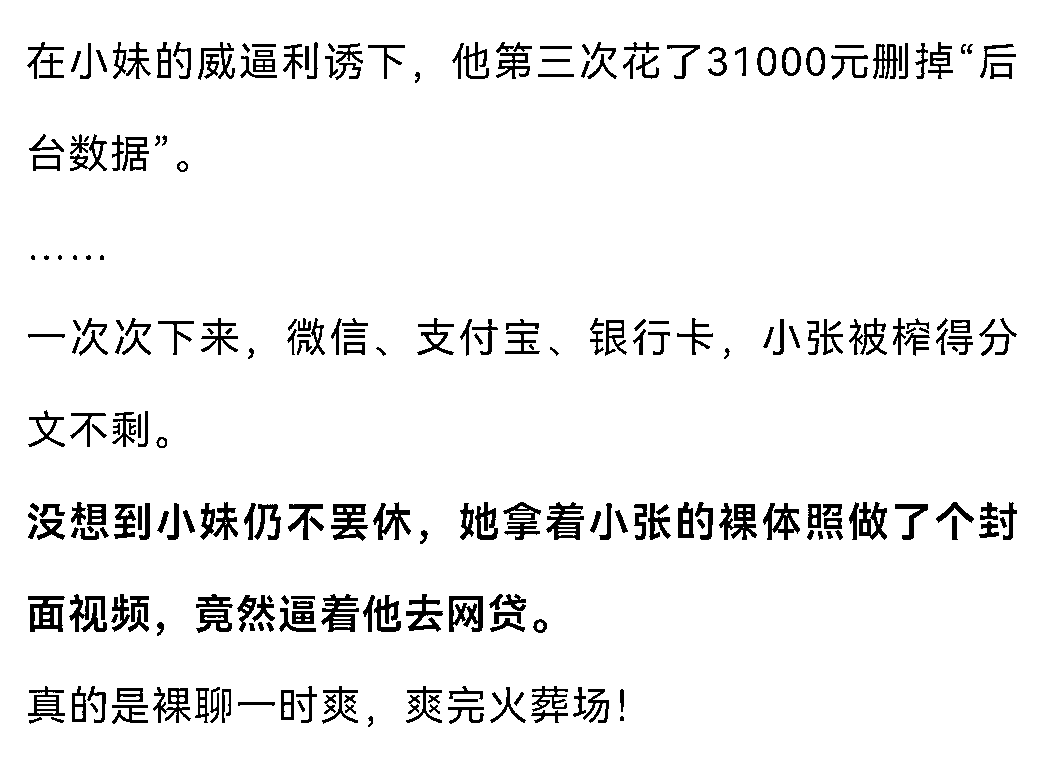 在小妹的威逼利诱下，他第三次花了31000元删掉“后
台数据”。
……
一次次下来，微信、支付宝、银行卡，小张被榨得分
文不剩。
没想到小妹仍不罢休，她拿着小张的裸体照做了个封
面视频，竟然逼着他去网贷。
真的是裸聊一时爽，爽完火葬场！